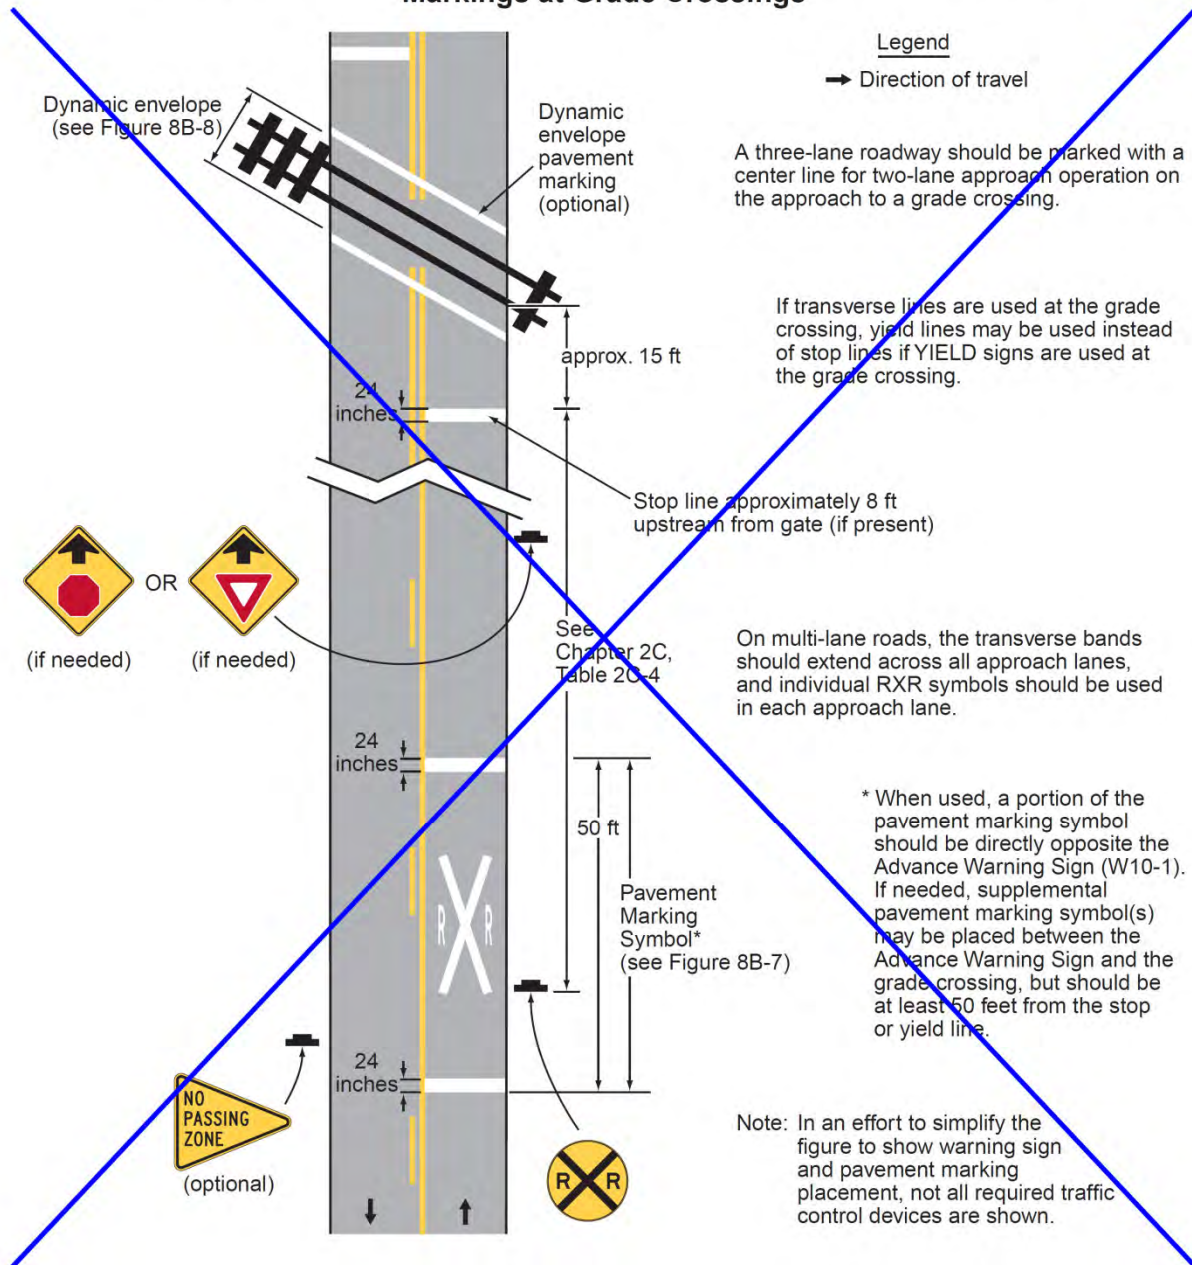 Markings at Grade Crossings
Legend
Direction of travel
Dynamic envelope
(see Figure 8B-8)
Dynamic
envelope
pavement
marking
(optional)
A three-lane roadway should be marked with a
center line for two-lane approach operation on
the approach to a grade crossing.
If transverse lines are used at the grade
crossing, yield lines may be used instead
of stop lines if YIELD signs are used at
the grade crossing.
approx. 15 ft
24
inches
Stop line approximately 8 ft
upstream from gate (if present)
OR
(if needed)
(if needed)
See
Chapter 2C,
Table 2C-4
On multi-lane roads, the transverse bands
should extend across all approach lanes,
and individual RXR symbols should be used
in each approach lane.
24
inches
50 ft
R R
Pavement
Marking
Symbol*
(see Figure 8B-7)
* When used, a portion of the
pavement marking symbol
should be directly opposite the
Advance Warning Sign (W10-1).
If needed, supplemental
pavement marking symbol(s)
may be placed between the
Advance Warning Sign and the
grade crossing, but should be
at least 50 feet from the stop
or yield line.
24
inches
NO
PASSING
ZONE
(optional)
R R
Note: In an effort to simplify the
figure to show warning sign
and pavement marking
placement, not all required traffic
control devices are shown.